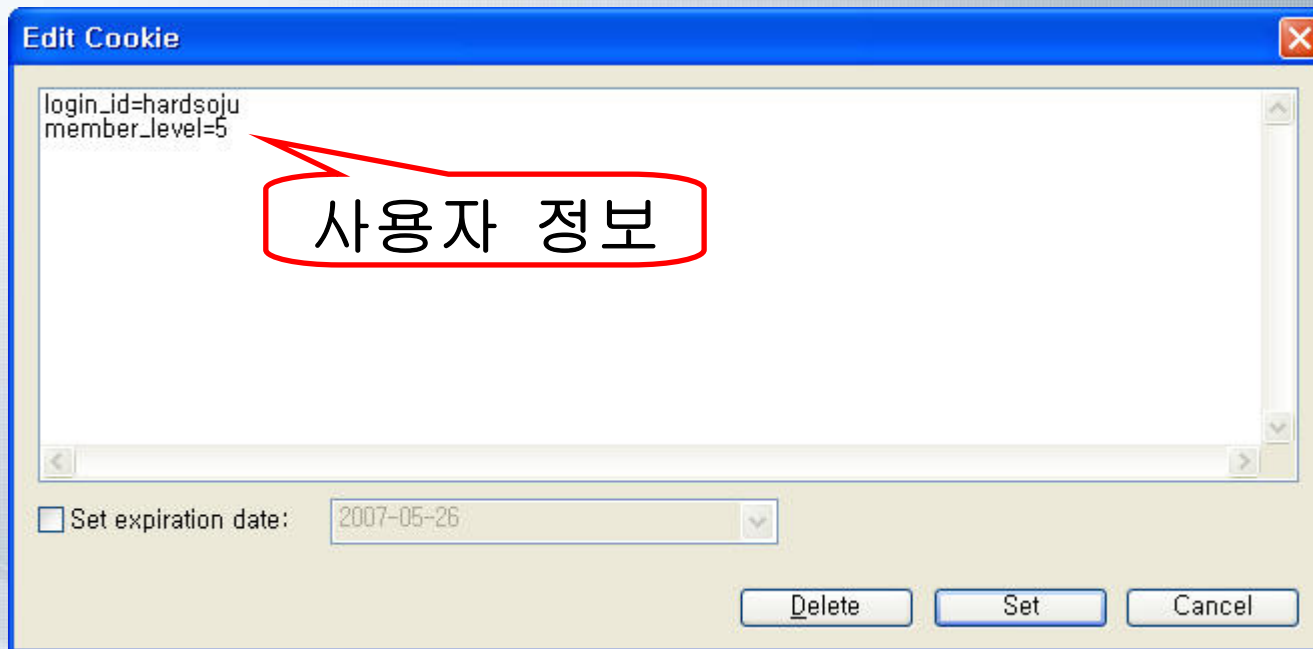 Edit Cookie
login_id=hardsoju
member_level=5
사용자 정보
Set expiration date:
2007-05-26
Delete
Set
Cancel